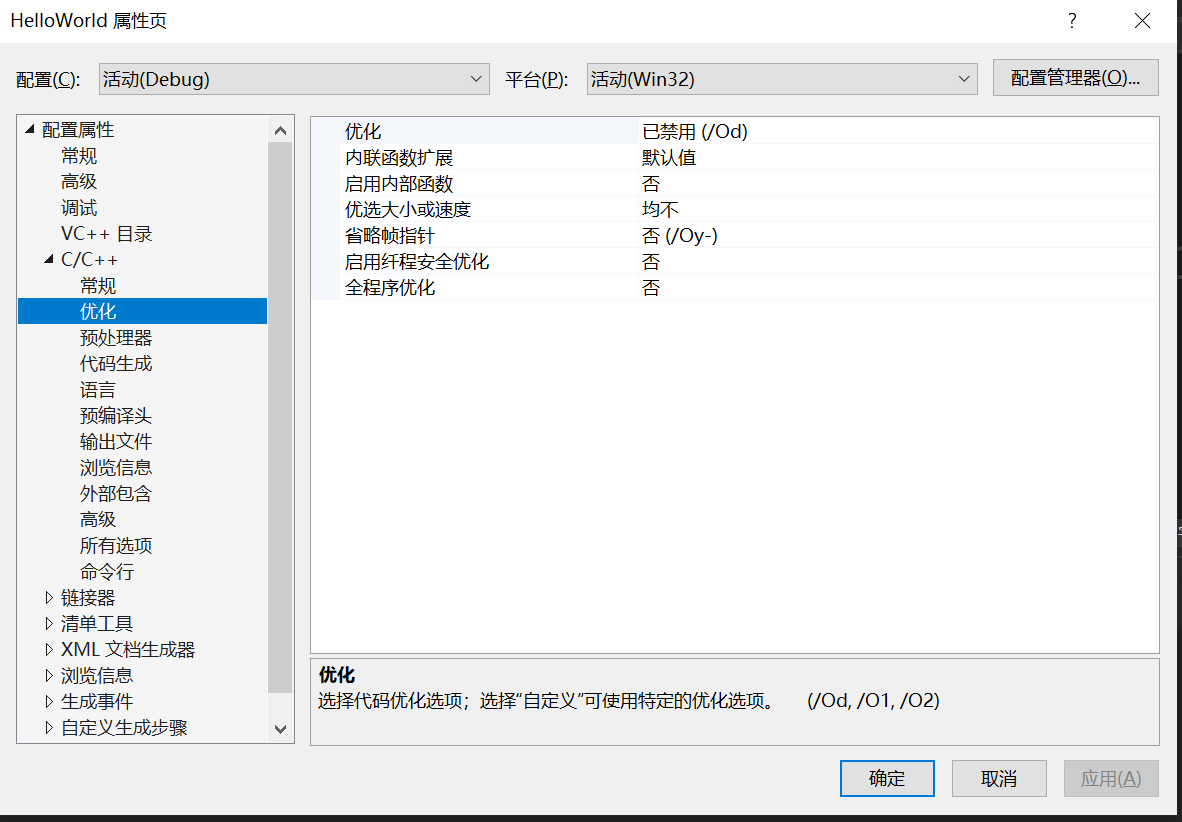 HelloWorld 属性页
?
配置(C): 活动(Debug) 平台(P): 活动(Win32) 配置管理器(O)...
配置属性
常规
高级
调试
VC++ 目录
C/C++
常规
优化
预处理器
代码生成
语言
预编译头
输出文件
浏览信息
外部包含
高级
所有选项
命令行
链接器
清单工具
XML 文档生成器
浏览信息
生成事件
自定义生成步骤
优化 已禁用 (/Od)
内联函数扩展 默认值
启用内部函数 否
优选大小或速度 均不
省略帧指针 否 (/Oy-)
启用纤程安全优化 否
全程序优化 否
优化
选择代码优化选项；选择“自定义”可使用特定的优化选项。 (/Od, /O1, /O2)
确定 取消 应用(A)